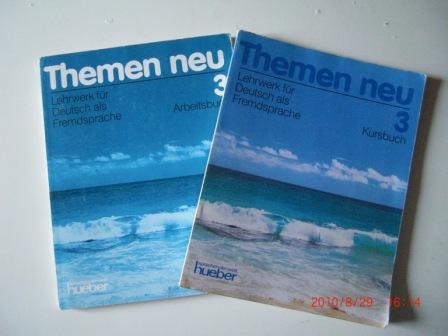 Themen neu
3
Lehrwerk für
Deutsch als
Fremdsprache
Arbeitsbuch
hueber
Themen neu
3
Lehrwerk für
Deutsch als
Fremdsprache
Kursbuch
hueber
2010/8/29 16:14